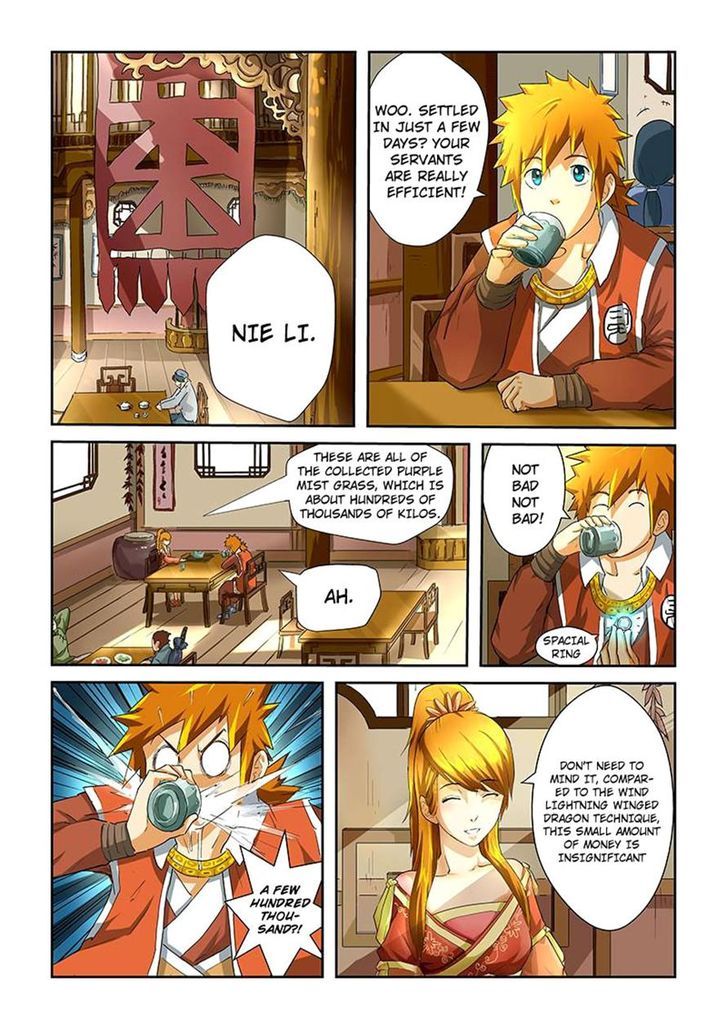 NIE LI.
WOO. SETTLED
IN JUST A FEW
DAYS? YOUR
SERVANTS
ARE REALLY
EFFICIENT!
THESE ARE ALL OF
THE COLLECTED PURPLE
MIST GRASS, WHICH IS
ABOUT HUNDREDS OF
THOUSANDS OF KILOS.
AH.
NOT
BAD
NOT
BAD!
SPACIAL
RING
A FEW
HUNDRED
THOU-
SAND?!
DON'T NEED TO
MIND IT, COMPAR-
ED TO THE WIND
LIGHTNING WINGED
DRAGON TECHNIQUE,
THIS SMALL AMOUNT
OF MONEY IS
INSIGNIFICANT